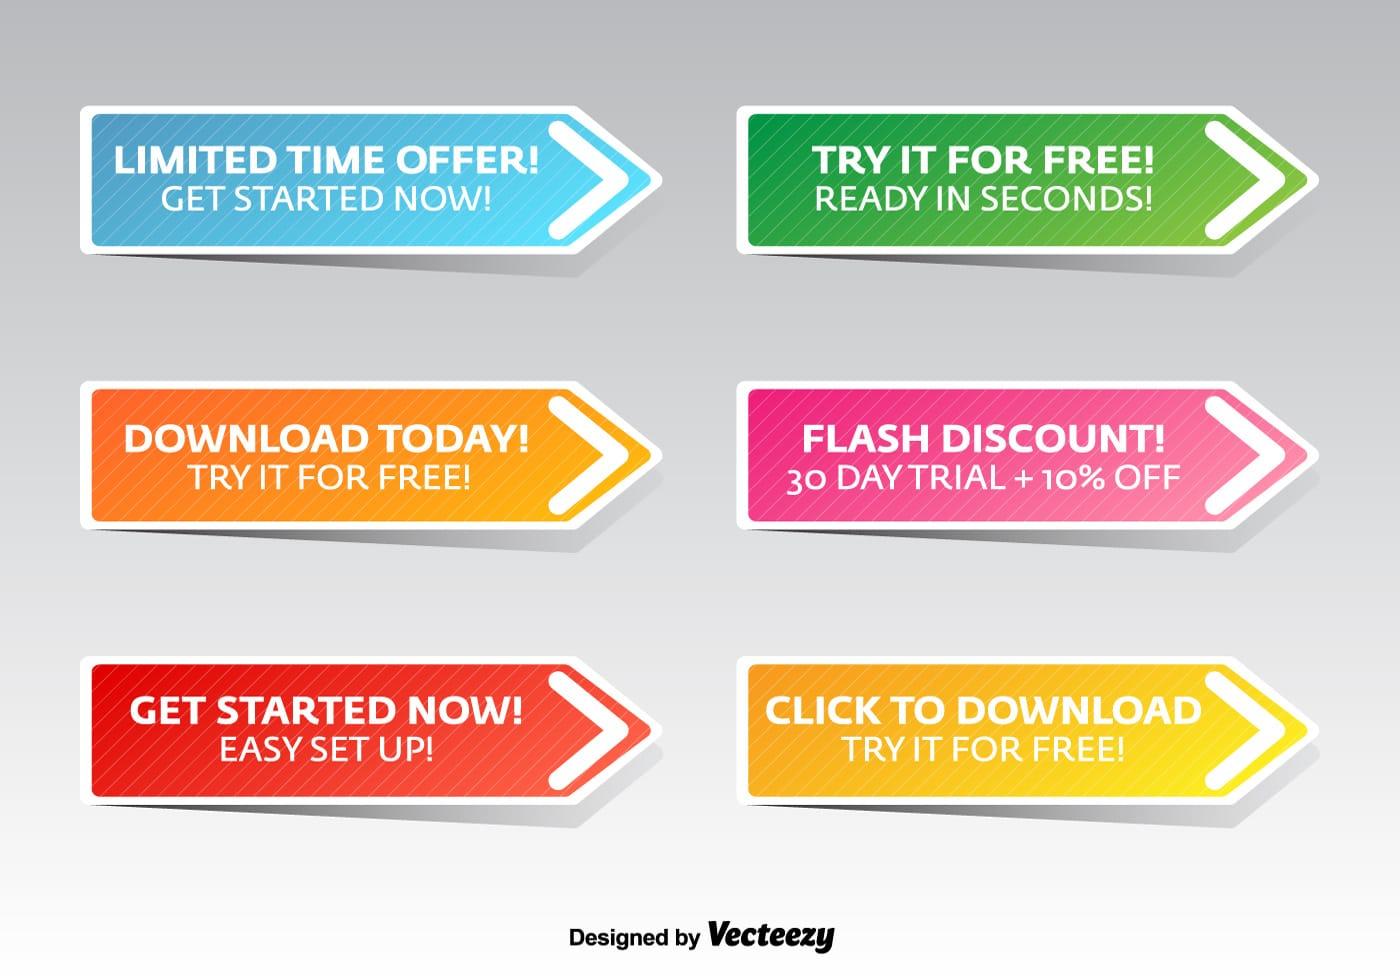 LIMITED TIME OFFER!
GET STARTED NOW!
TRY IT FOR FREE!
READY IN SECONDS!
DOWNLOAD TODAY!
TRY IT FOR FREE!
FLASH DISCOUNT!
30 DAY TRIAL + 10% OFF
GET STARTED NOW!
EASY SET UP!
CLICK TO DOWNLOAD
TRY IT FOR FREE!
Designed by Vecteezy